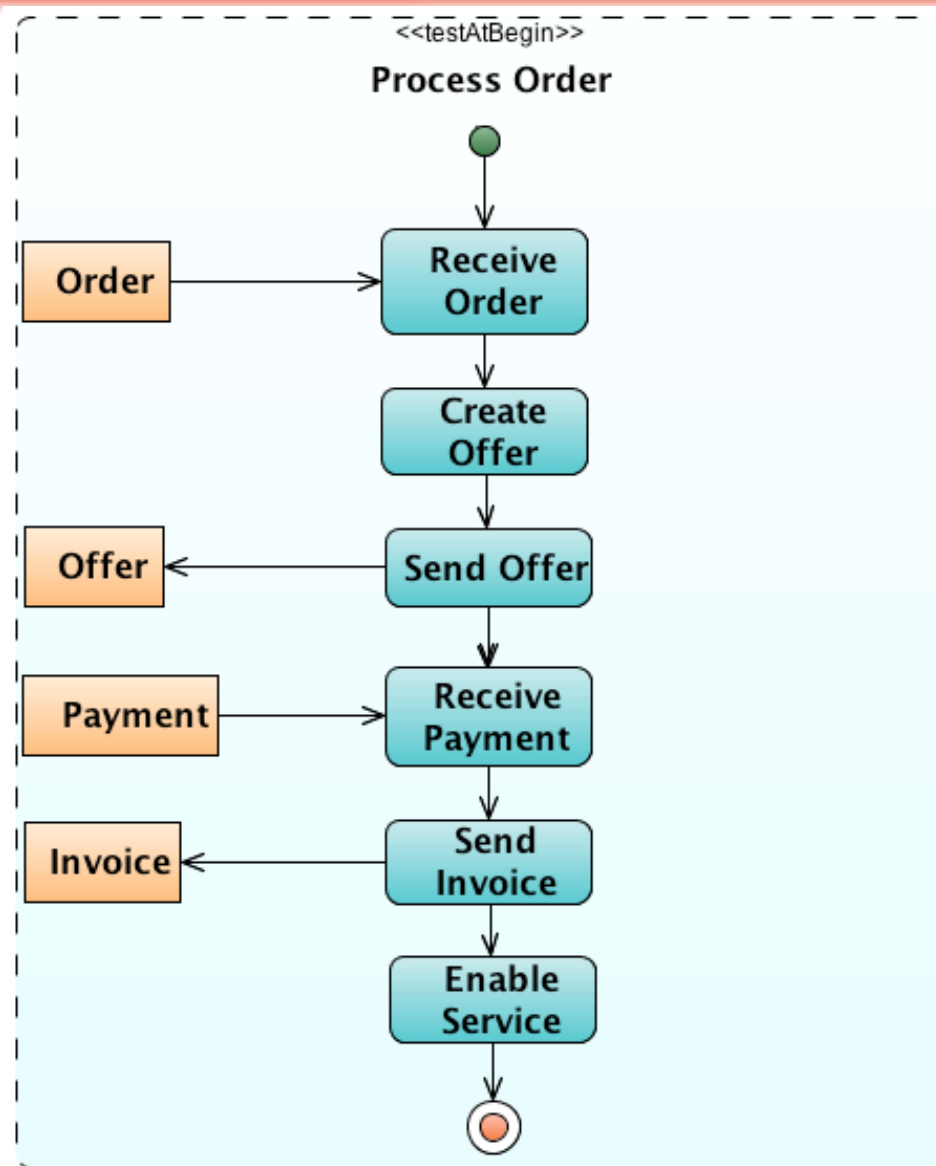 <<testAtBegin>>
Process Order
Order
Receive
Order
Create
Offer
Offer
Send Offer
Payment
Receive
Payment
Invoice
Send
Invoice
Enable
Service